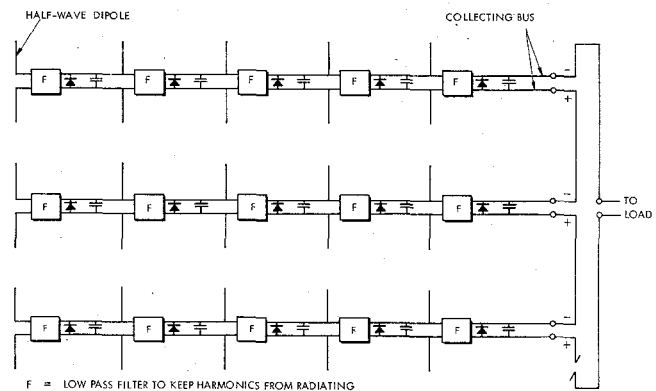 HALF-WAVE DIPOLE
COLLECTING BUS
F F F F F
−
+
F F F F F
−
+
TO
LOAD
F F F F F
−
+
F = LOW PASS FILTER TO KEEP HARMONICS FROM RADIATING